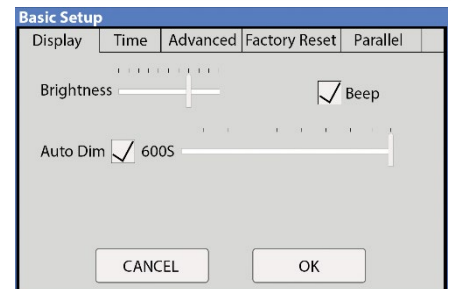 Basic Setup
Display Time Advanced Factory Reset Parallel
Brightness Beep
Auto Dim 600S
CANCEL OK